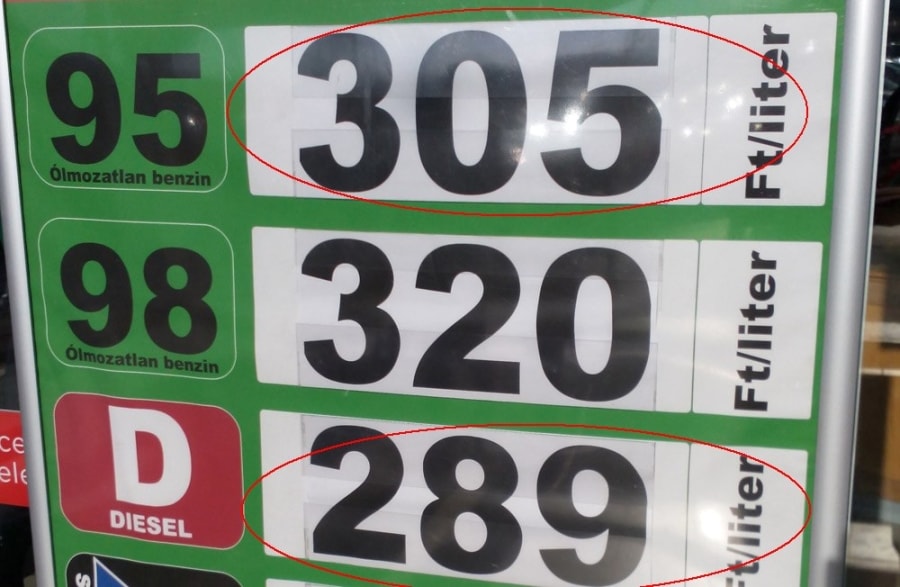 95
Ólmozatlan benzin
305
Ft/liter
98
Ólmozatlan benzin
320
Ft/liter
D
DIESEL
289
Ft/liter